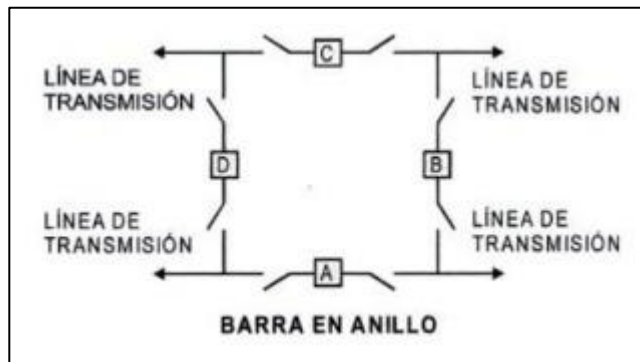 C
LÍNEA DE
TRANSMISIÓN
LÍNEA DE
TRANSMISIÓN
D
B
LÍNEA DE
TRANSMISIÓN
LÍNEA DE
TRANSMISIÓN
A
BARRA EN ANILLO